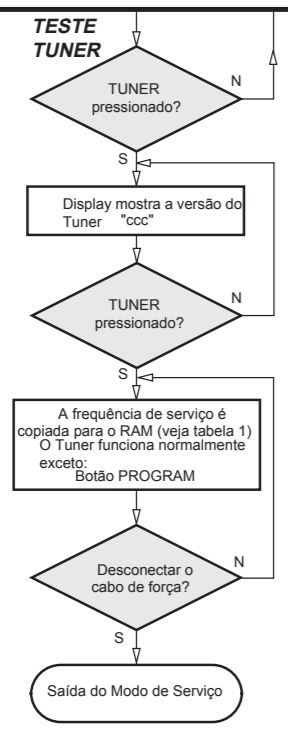 TESTE
TUNER
TUNER
pressionado?
N
S
Display mostra a versão do
Tuner "ccc"
TUNER
pressionado?
N
S
A frequência de serviço é
copiada para o RAM (veja tabela 1)
O Tuner funciona normalmente
exceto:
Botão PROGRAM
Desconectar o
cabo de força?
N
S
Saída do Modo de Serviço